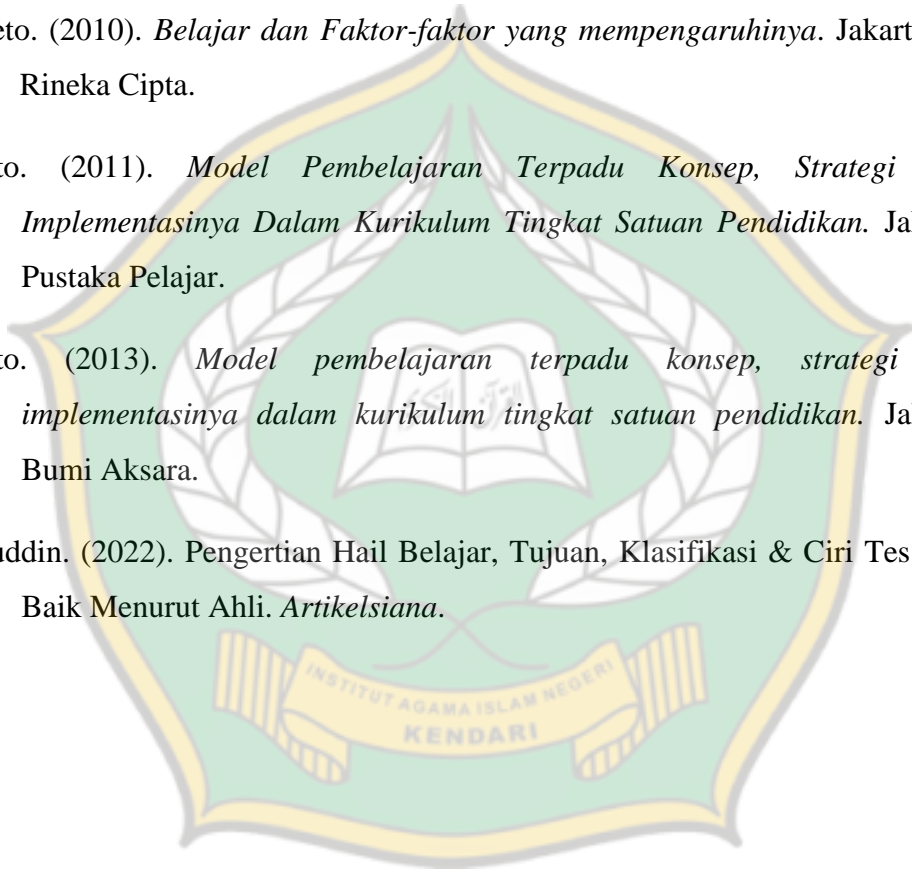 eto. (2010). Belajar dan Faktor-faktor yang mempengaruhinya. Jakart
Rineka Cipta.
to. (2011). Model Pembelajaran Terpadu Konsep, Strategi
Implementasinya Dalam Kurikulum Tingkat Satuan Pendidikan. Ja
Pustaka Pelajar.
to. (2013). Model pembelajaran terpadu konsep, strategi
implementasinya dalam kurikulum tingkat satuan pendidikan. Ja
Bumi Aksara.
uddin. (2022). Pengertian Hail Belajar, Tujuan, Klasifikasi & Ciri Tes
Baik Menurut Ahli. Artikelsiana.
INSTITUT AGAMA ISLAM NEGERI
KENDARI